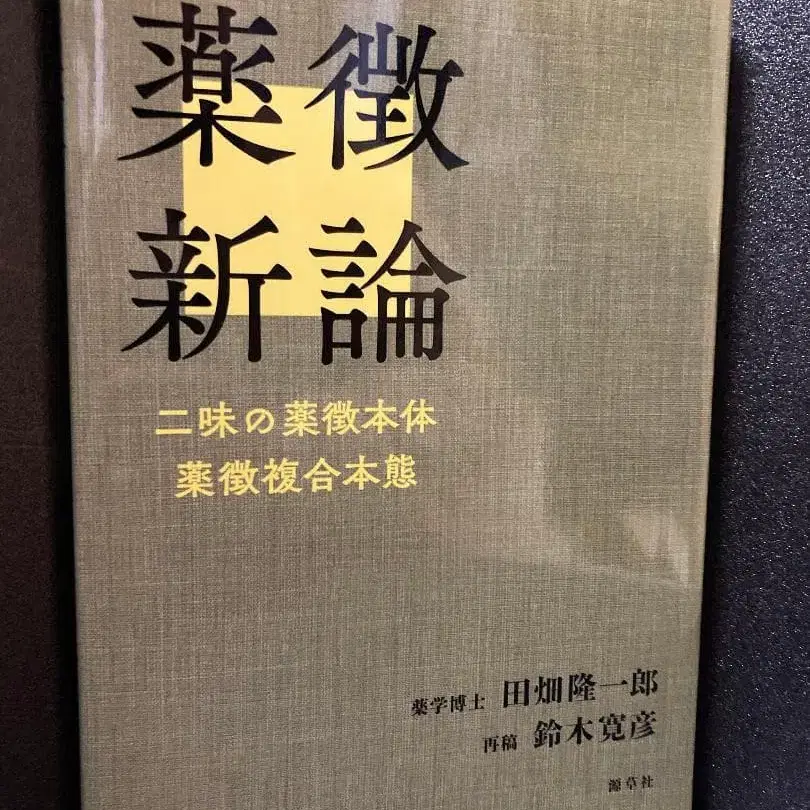 薬徴
新論
二味の薬徴本体
薬徴複合本態
薬学博士 田畑隆一郎
再稿 鈴木寛彦
源草社